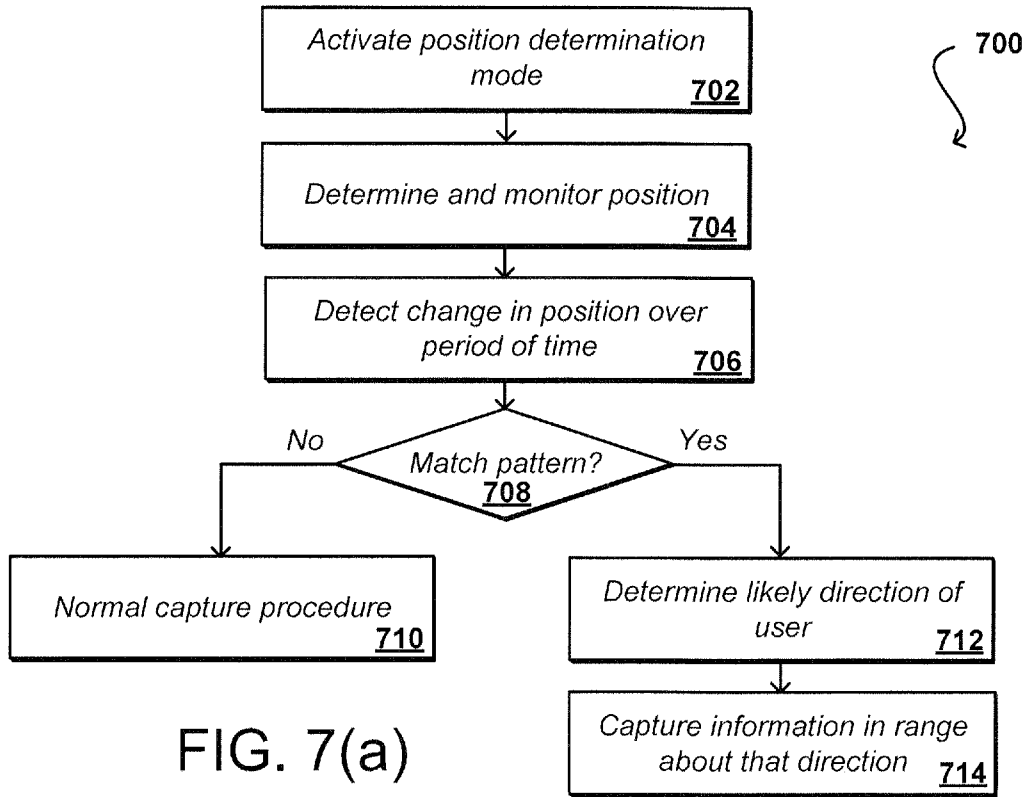 Activate position determination
mode
702
700
Determine and monitor position
704
Detect change in position over
period of time
706
No
Yes
Match pattern?
708
Normal capture procedure
710
Determine likely direction of
user
712
Capture information in range
about that direction
714
FIG. 7(a)